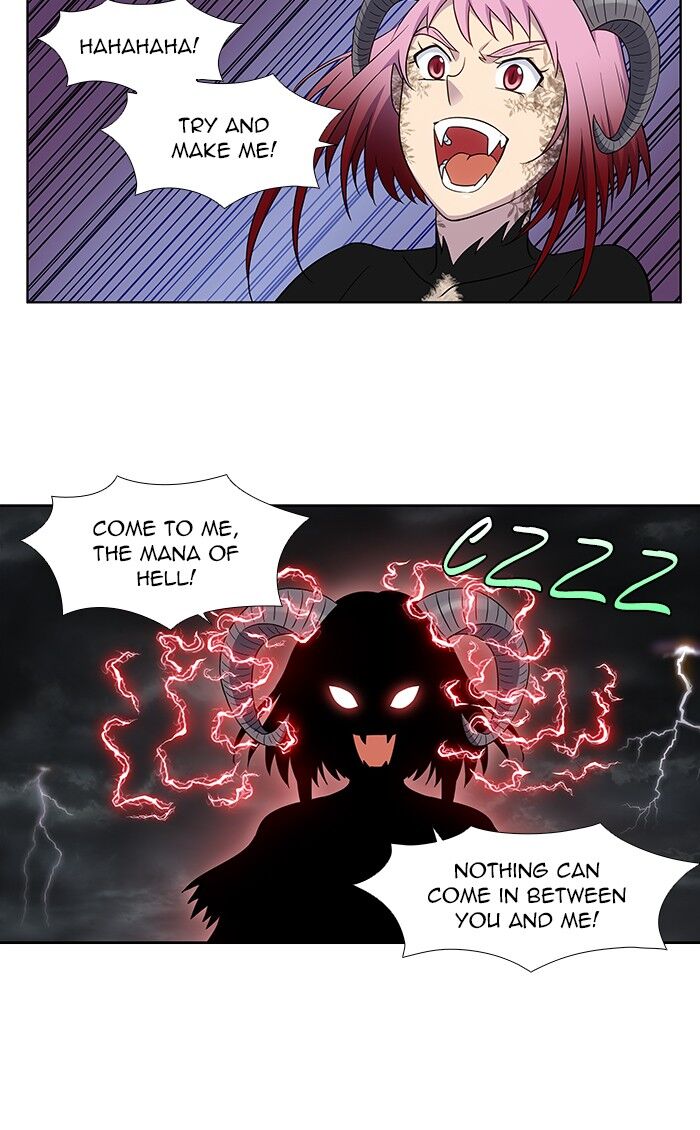 HAHAHAHA!
TRY AND
MAKE ME!
COME TO ME,
THE MANA OF
HELL!
CZZZ
NOTHING CAN
COME IN BETWEEN
YOU AND ME!